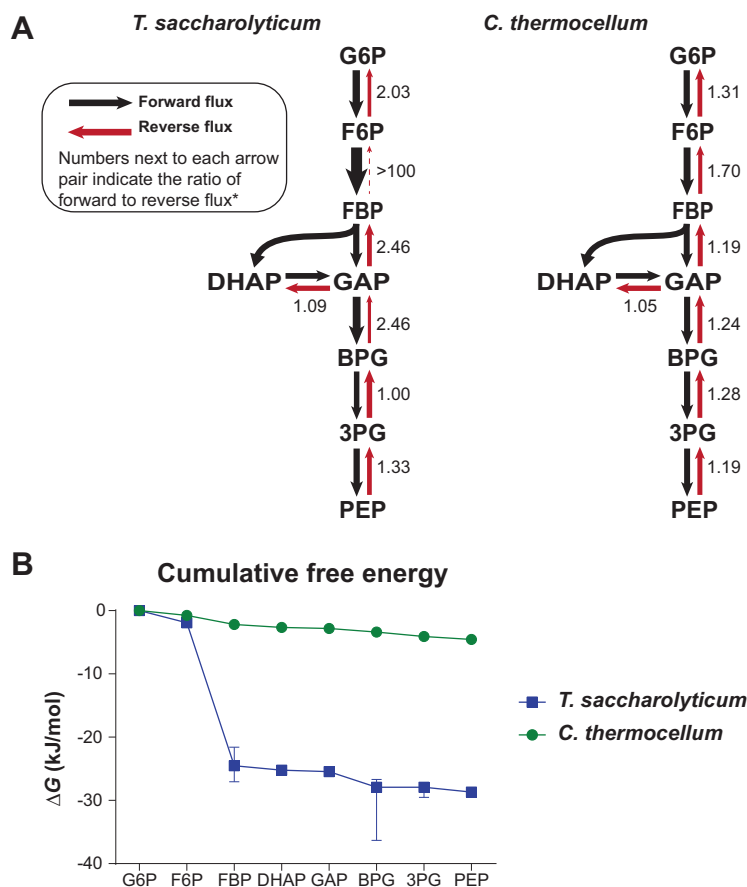 A
T. saccharolyticum
C. thermocellum
Forward flux
Reverse flux
Numbers next to each arrow
pair indicate the ratio of
forward to reverse flux*
G6P
2.03
F6P
>100
FBP
2.46
DHAP
GAP
1.09
2.46
BPG
1.00
3PG
1.33
PEP
G6P
1.31
F6P
1.70
FBP
1.19
DHAP
GAP
1.05
1.24
BPG
1.28
3PG
1.19
PEP
B
Cumulative free energy
ΔG (kJ/mol)
0
-10
-20
-30
-40
G6P F6P FBP DHAP GAP BPG 3PG PEP
T. saccharolyticum
C. thermocellum